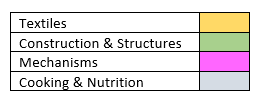 Textiles
Construction & Structures
Mechanisms
Cooking & Nutrition